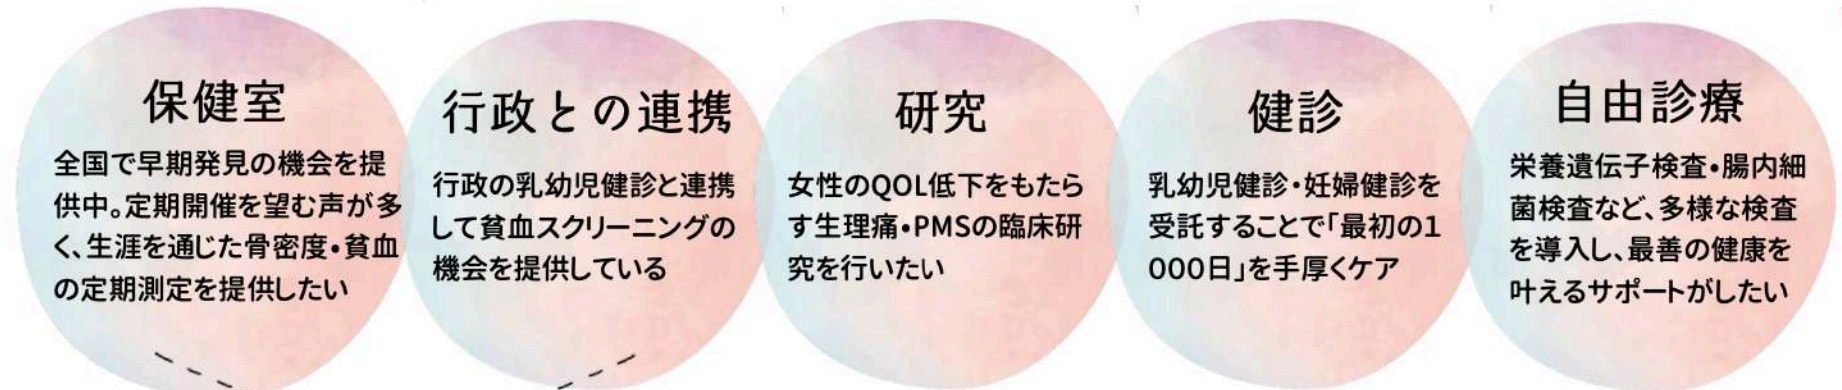 保健室
全国で早期発見の機会を提
供中。定期開催を望む声が多
く、生涯を通じた骨密度・貧血
の定期測定を提供したい
行政との連携
行政の乳幼児健診と連携
して貧血スクリーニングの
機会を提供している
研究
女性のQOL低下をもたら
す生理痛・PMSの臨床研
究を行いたい
健診
乳幼児健診・妊婦健診を
受託することで「最初の1
000日」を手厚くケア
自由診療
栄養遺伝子検査・腸内細
菌検査など、多様な検査
を導入し、最善の健康を
叶えるサポートがしたい